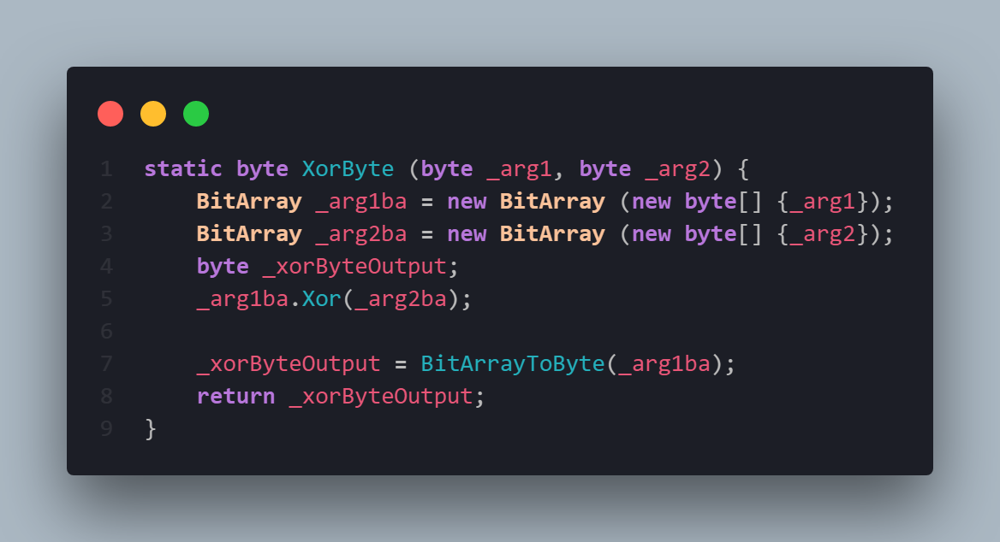 1 static byte XorByte (byte _arg1, byte _arg2) {
2     BitArray _arg1ba = new BitArray (new byte[] {_arg1});
3     BitArray _arg2ba = new BitArray (new byte[] {_arg2});
4     byte _xorByteOutput;
5     _arg1ba.Xor(_arg2ba);
6
7     _xorByteOutput = BitArrayToByte(_arg1ba);
8     return _xorByteOutput;
9 }